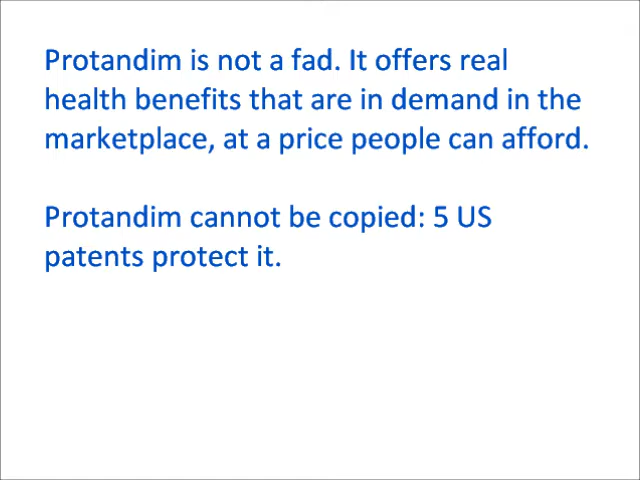 Protandim is not a fad. It offers real
health benefits that are in demand in the
marketplace, at a price people can afford.
Protandim cannot be copied: 5 US
patents protect it.